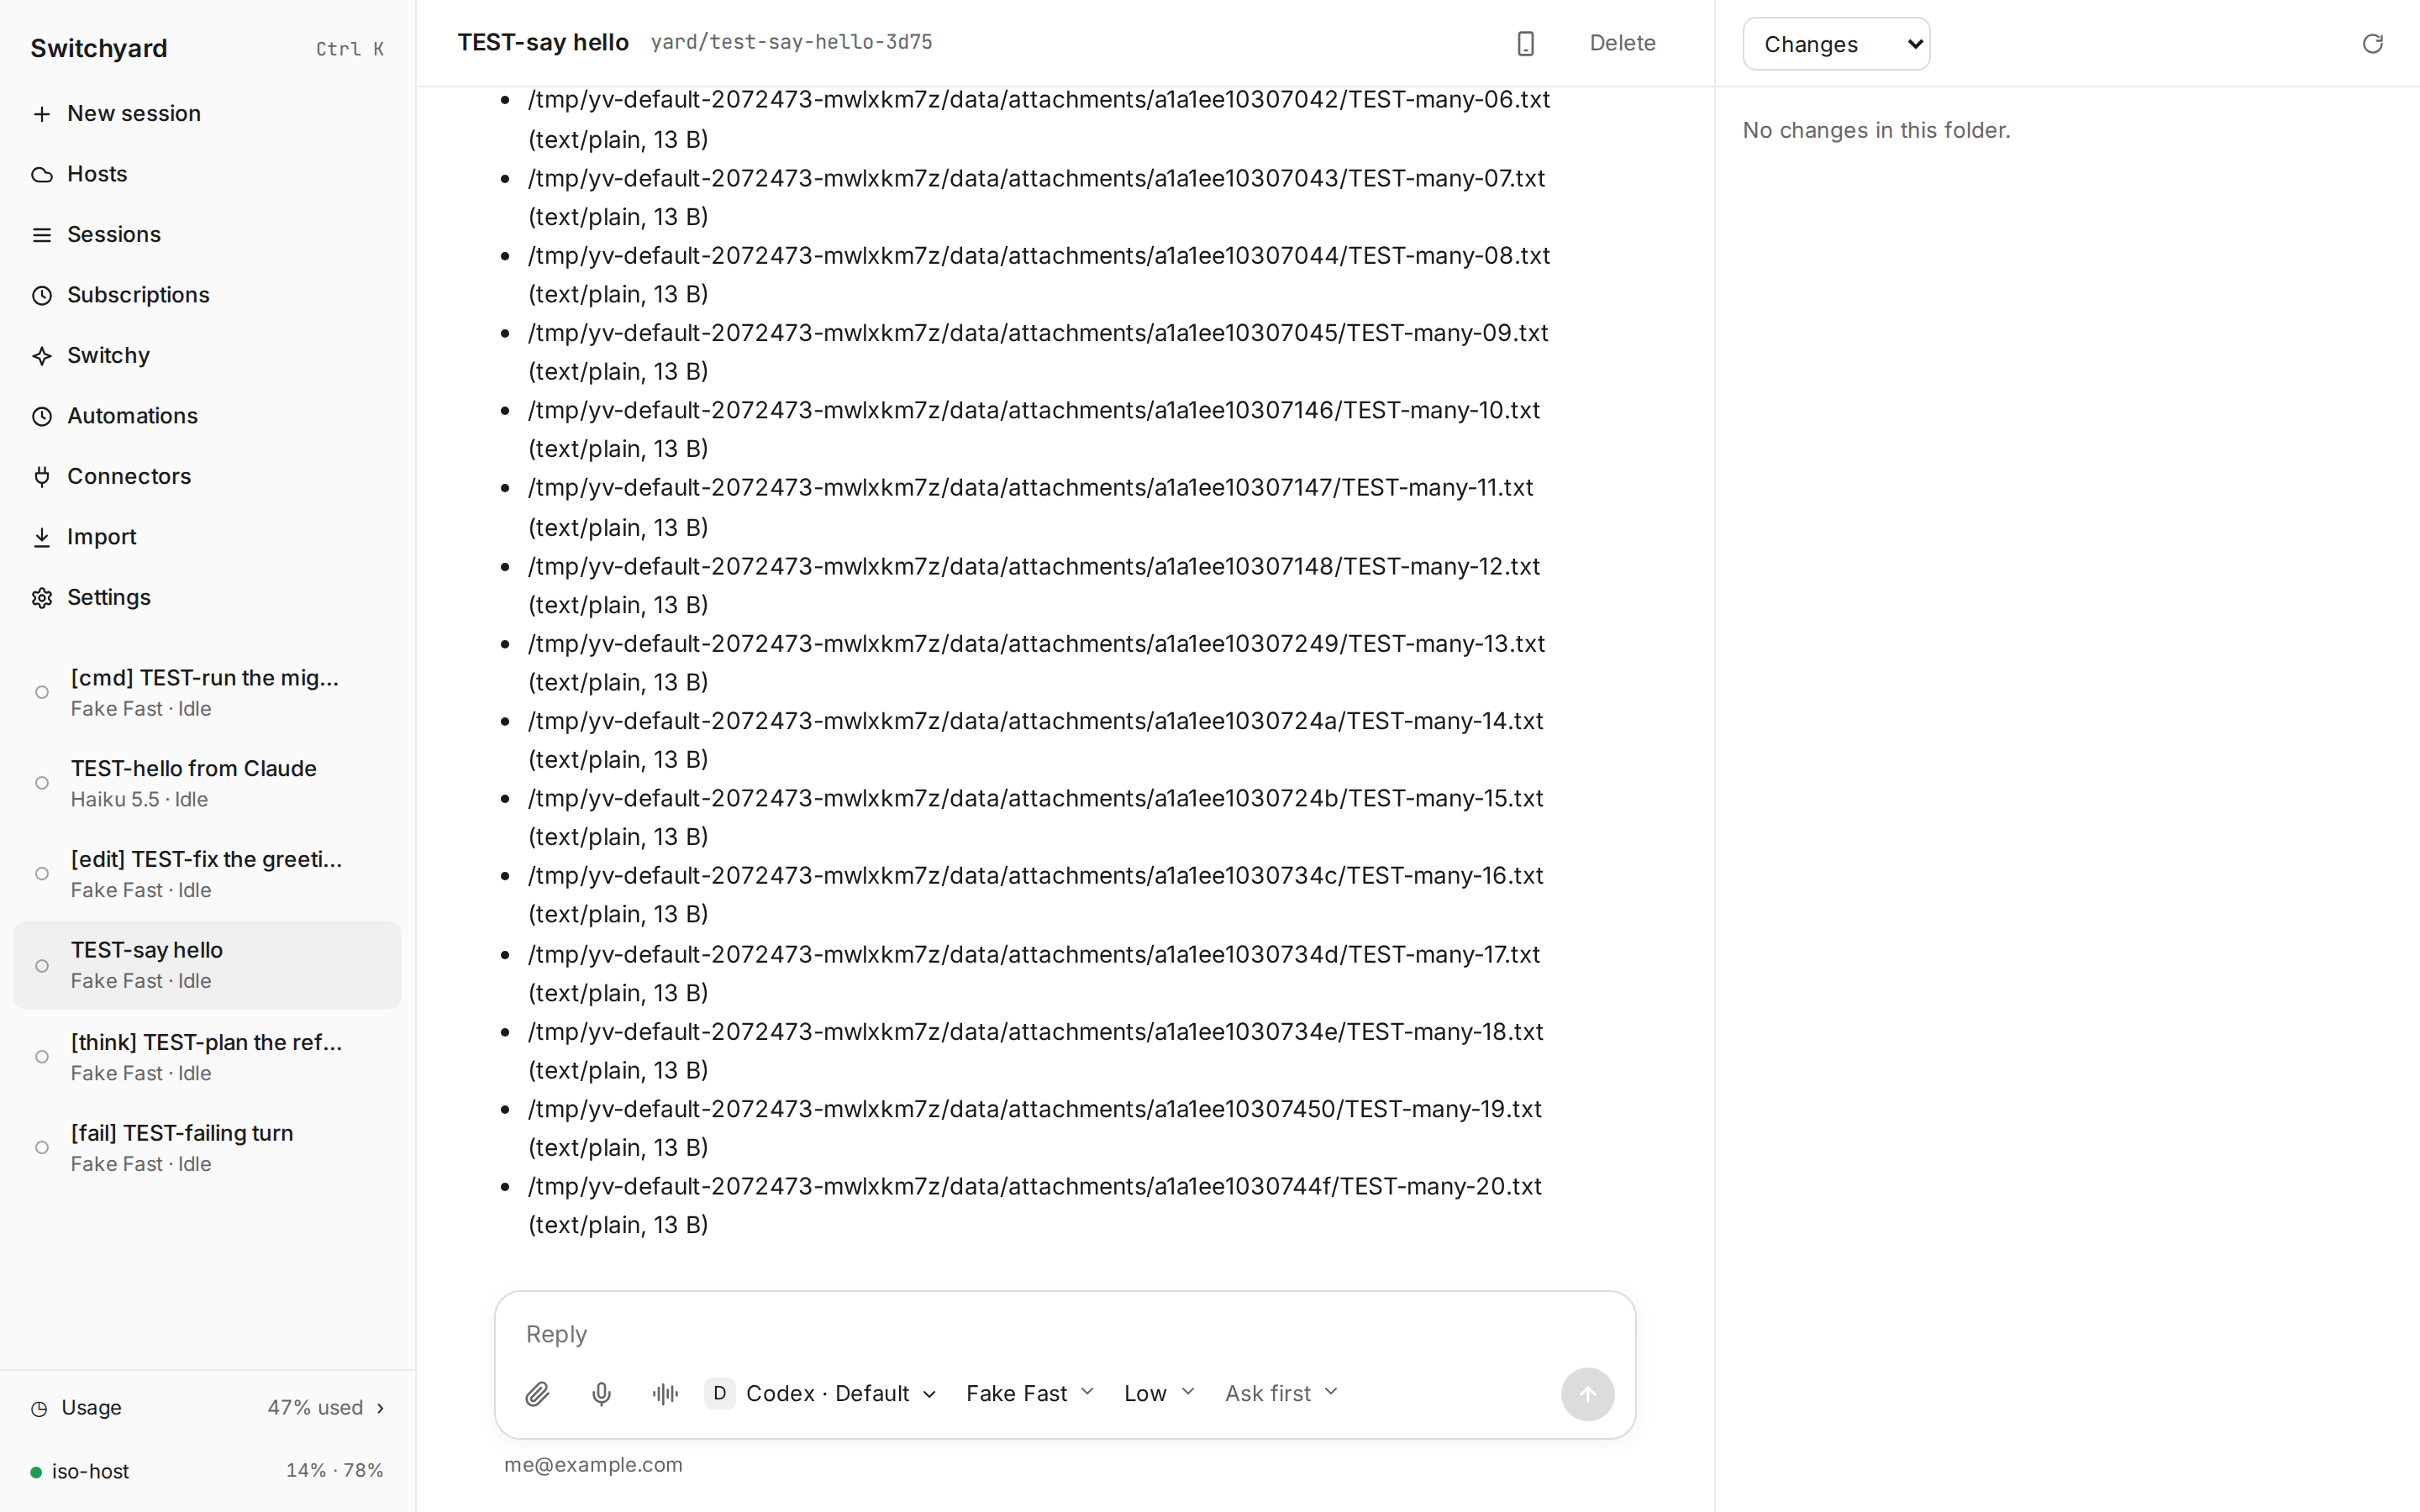 Switchyard
Ctrl K
New session
Hosts
Sessions
Subscriptions
Switchy
Automations
Connectors
Import
Settings
[cmd] TEST-run the mig...
Fake Fast · Idle
TEST-hello from Claude
Haiku 5.5 · Idle
[edit] TEST-fix the greeti...
Fake Fast · Idle
TEST-say hello
Fake Fast · Idle
[think] TEST-plan the ref...
Fake Fast · Idle
[fail] TEST-failing turn
Fake Fast · Idle
Usage
47% used
iso-host
14% · 78%
TEST-say hello
yard/test-say-hello-3d75
Delete
/tmp/yv-default-2072473-mwlxkm7z/data/attachments/a1a1ee10307042/TEST-many-06.txt
(text/plain, 13 B)
/tmp/yv-default-2072473-mwlxkm7z/data/attachments/a1a1ee10307043/TEST-many-07.txt
(text/plain, 13 B)
/tmp/yv-default-2072473-mwlxkm7z/data/attachments/a1a1ee10307044/TEST-many-08.txt
(text/plain, 13 B)
/tmp/yv-default-2072473-mwlxkm7z/data/attachments/a1a1ee10307045/TEST-many-09.txt
(text/plain, 13 B)
/tmp/yv-default-2072473-mwlxkm7z/data/attachments/a1a1ee10307146/TEST-many-10.txt
(text/plain, 13 B)
/tmp/yv-default-2072473-mwlxkm7z/data/attachments/a1a1ee10307147/TEST-many-11.txt
(text/plain, 13 B)
/tmp/yv-default-2072473-mwlxkm7z/data/attachments/a1a1ee10307148/TEST-many-12.txt
(text/plain, 13 B)
/tmp/yv-default-2072473-mwlxkm7z/data/attachments/a1a1ee10307249/TEST-many-13.txt
(text/plain, 13 B)
/tmp/yv-default-2072473-mwlxkm7z/data/attachments/a1a1ee1030724a/TEST-many-14.txt
(text/plain, 13 B)
/tmp/yv-default-2072473-mwlxkm7z/data/attachments/a1a1ee1030724b/TEST-many-15.txt
(text/plain, 13 B)
/tmp/yv-default-2072473-mwlxkm7z/data/attachments/a1a1ee1030734c/TEST-many-16.txt
(text/plain, 13 B)
/tmp/yv-default-2072473-mwlxkm7z/data/attachments/a1a1ee1030734d/TEST-many-17.txt
(text/plain, 13 B)
/tmp/yv-default-2072473-mwlxkm7z/data/attachments/a1a1ee1030734e/TEST-many-18.txt
(text/plain, 13 B)
/tmp/yv-default-2072473-mwlxkm7z/data/attachments/a1a1ee10307450/TEST-many-19.txt
(text/plain, 13 B)
/tmp/yv-default-2072473-mwlxkm7z/data/attachments/a1a1ee1030744f/TEST-many-20.txt
(text/plain, 13 B)
Reply
D Codex · Default
Fake Fast
Low
Ask first
me@example.com
Changes
No changes in this folder.